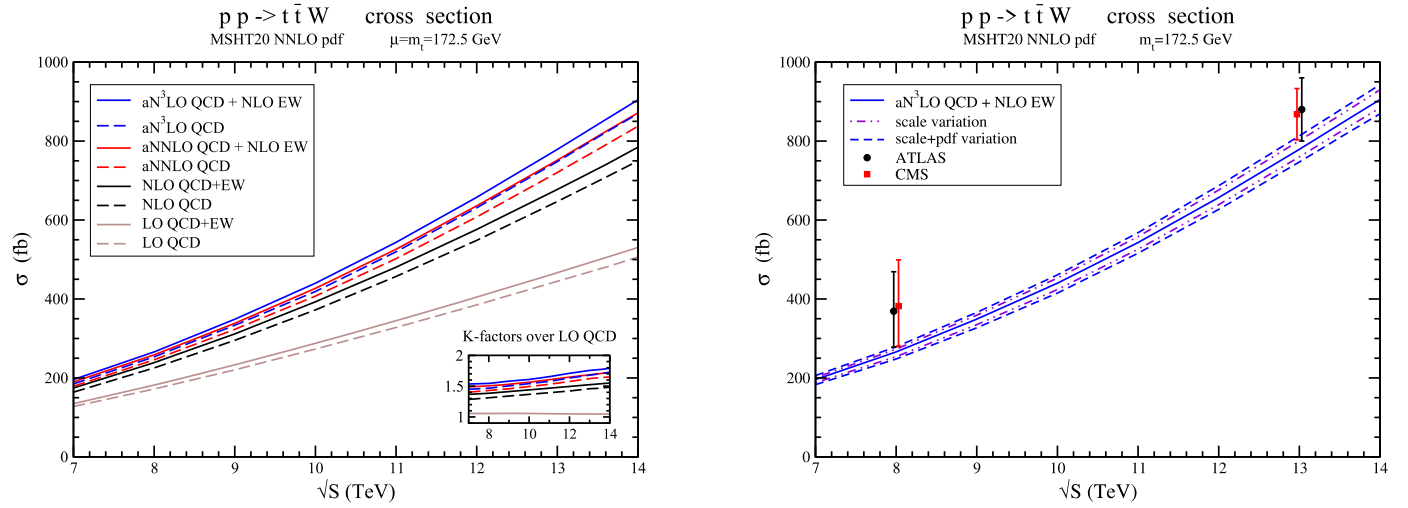 p p -> t t̄ W cross section
MSHT20 NNLO pdf μ=m_t=172.5 GeV
1000
800
600
400
200
0
σ (fb)
aN³LO QCD + NLO EW
aN³LO QCD
aNNLO QCD + NLO EW
aNNLO QCD
NLO QCD+EW
NLO QCD
LO QCD+EW
LO QCD
K-factors over LO QCD
2
1.5
1
8 10 12 14
7 8 9 10 11 12 13 14
√S (TeV)
p p -> t t̄ W cross section
MSHT20 NNLO pdf m_t=172.5 GeV
1000
800
600
400
200
0
σ (fb)
aN³LO QCD + NLO EW
scale variation
scale+pdf variation
ATLAS
CMS
7 8 9 10 11 12 13 14
√S (TeV)